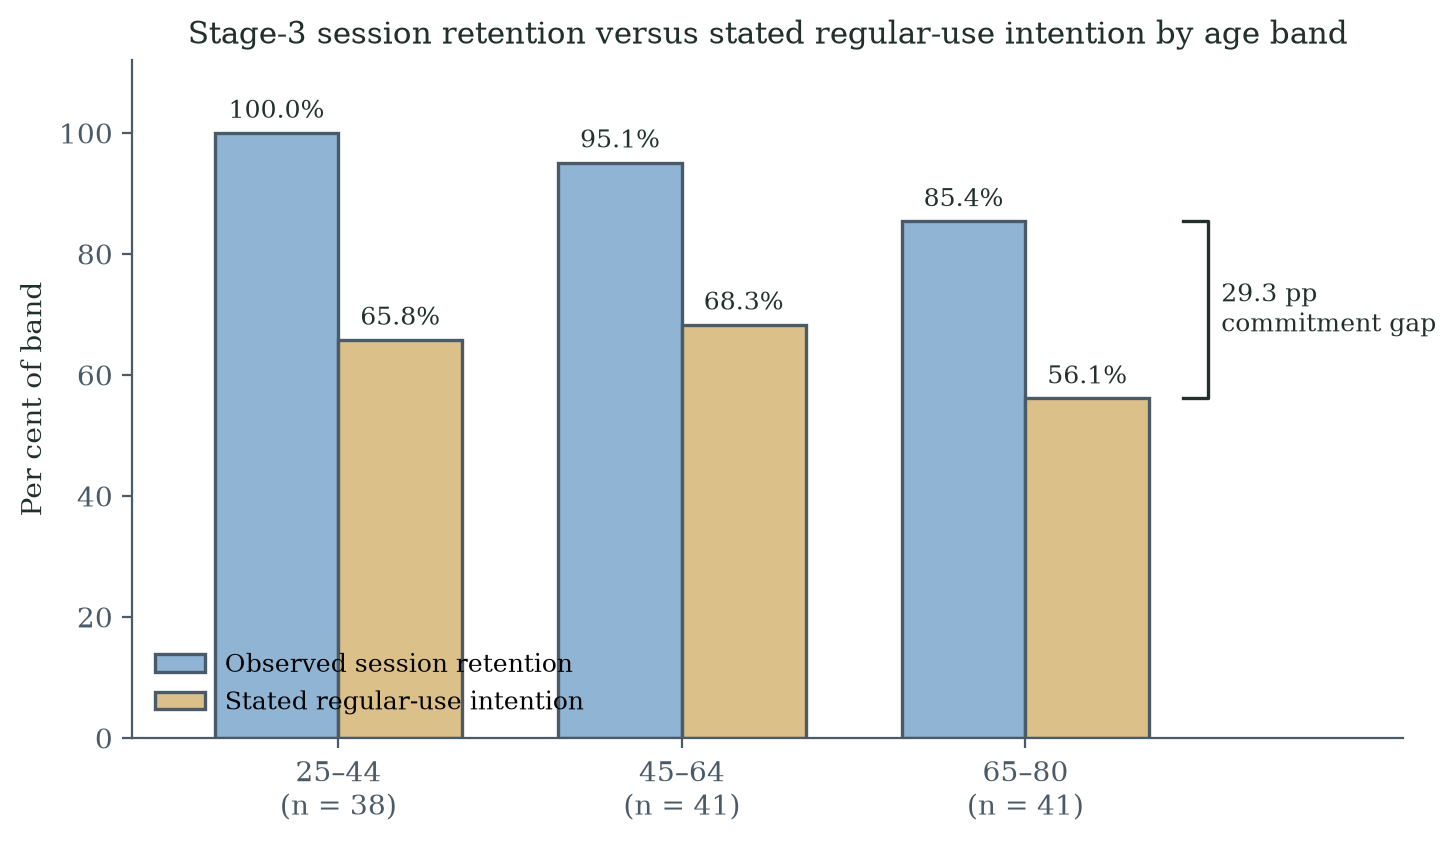 Stage-3 session retention versus stated regular-use intention by age band
Per cent of band
100
80
60
40
20
0
100.0%
65.8%
95.1%
68.3%
85.4%
56.1%
29.3 pp
commitment gap
Observed session retention
Stated regular-use intention
25–44
(n = 38)
45–64
(n = 41)
65–80
(n = 41)